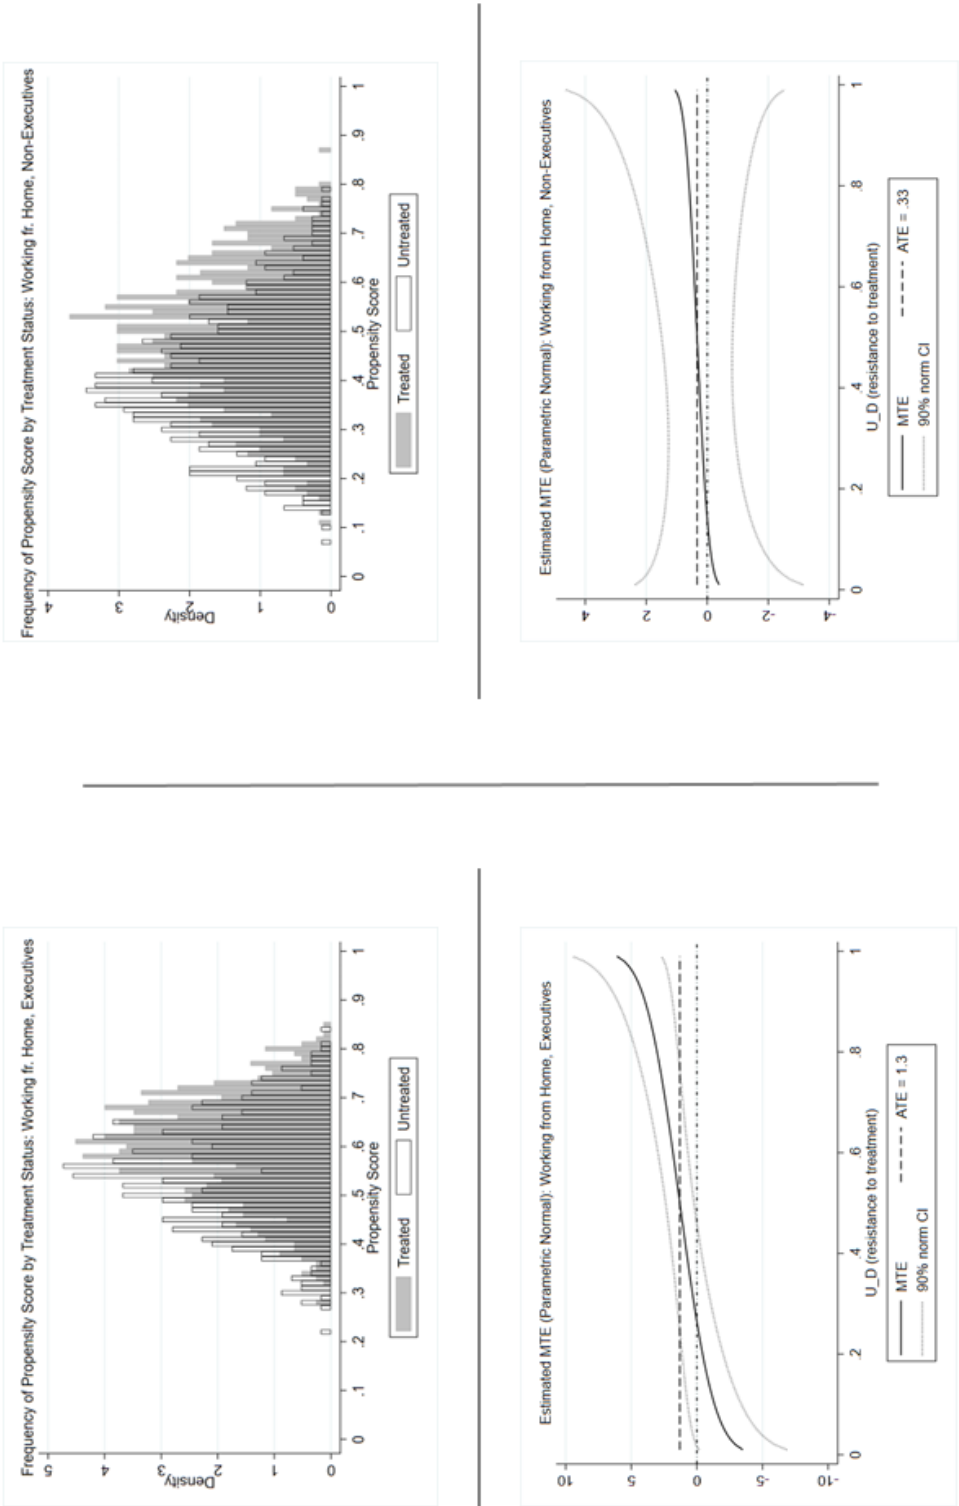 Frequency of Propensity Score by Treatment Status: Working fr. Home, Executives
5
4
3
2
1
0
Density
0 .1 .2 .3 .4 .5 .6 .7 .8 .9 1
Propensity Score
Treated Untreated
Frequency of Propensity Score by Treatment Status: Working fr. Home, Non-Executives
4
3
2
1
0
Density
0 .1 .2 .3 .4 .5 .6 .7 .8 .9 1
Propensity Score
Treated Untreated
Estimated MTE (Parametric Normal): Working from Home, Executives
10
5
0
-5
-10
0 .2 .4 .6 .8 1
U_D (resistance to treatment)
MTE ATE = 1.3
90% norm CI
Estimated MTE (Parametric Normal): Working from Home, Non-Executives
4
2
0
-2
-4
0 .2 .4 .6 .8 1
U_D (resistance to treatment)
MTE ATE = .33
90% norm CI